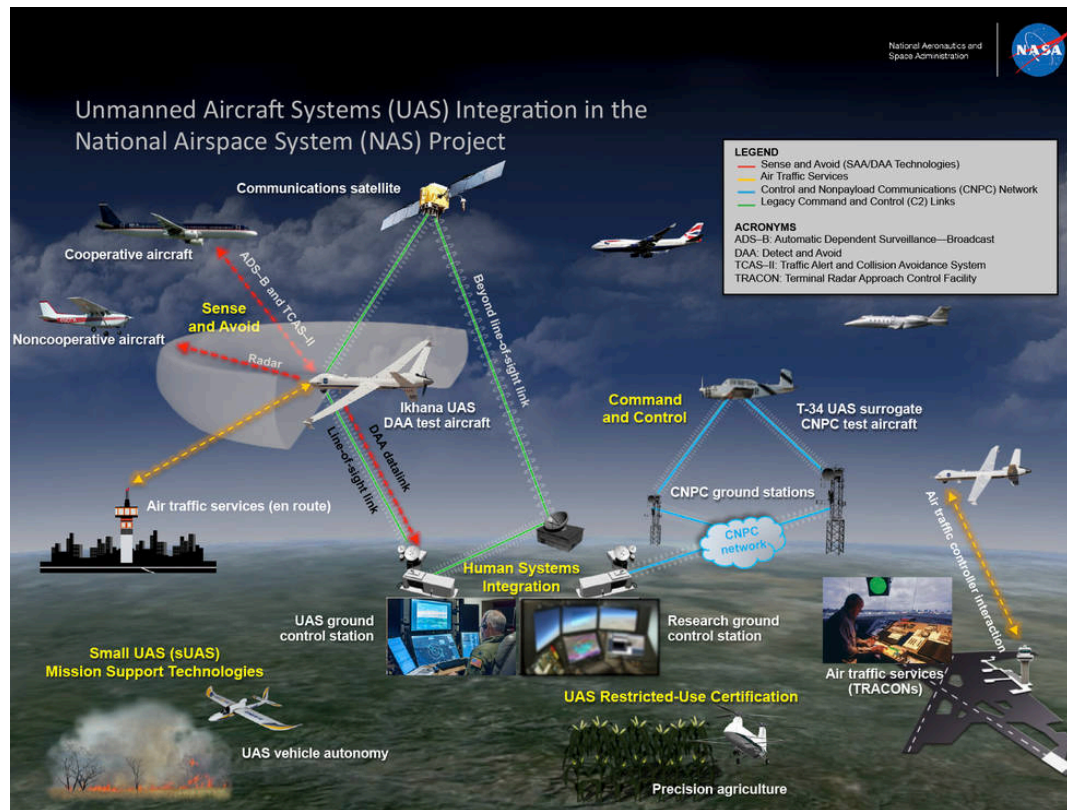 National Aeronautics and
Space Administration
NASA
Unmanned Aircraft Systems (UAS) Integration in the
National Airspace System (NAS) Project
LEGEND
Sense and Avoid (SAA/DAA Technologies)
Air Traffic Services
Control and Nonpayload Communications (CNPC) Network
Legacy Command and Control (C2) Links
ACRONYMS
ADS–B: Automatic Dependent Surveillance—Broadcast
DAA: Detect and Avoid
TCAS–II: Traffic Alert and Collision Avoidance System
TRACON: Terminal Radar Approach Control Facility
Communications satellite
Cooperative aircraft
ADS–B and TCAS–II
Sense
and Avoid
Noncooperative aircraft
Radar
Beyond line-of-sight link
Ikhana UAS
DAA test aircraft
Command
and Control
T-34 UAS surrogate
CNPC test aircraft
DAA datalink
Line-of-sight link
Air traffic services (en route)
CNPC ground stations
CNPC
network
Air traffic controller interaction
Human Systems
Integration
UAS ground
control station
Research ground
control station
Air traffic services
(TRACONs)
Small UAS (sUAS)
Mission Support Technologies
UAS vehicle autonomy
UAS Restricted-Use Certification
Precision agriculture